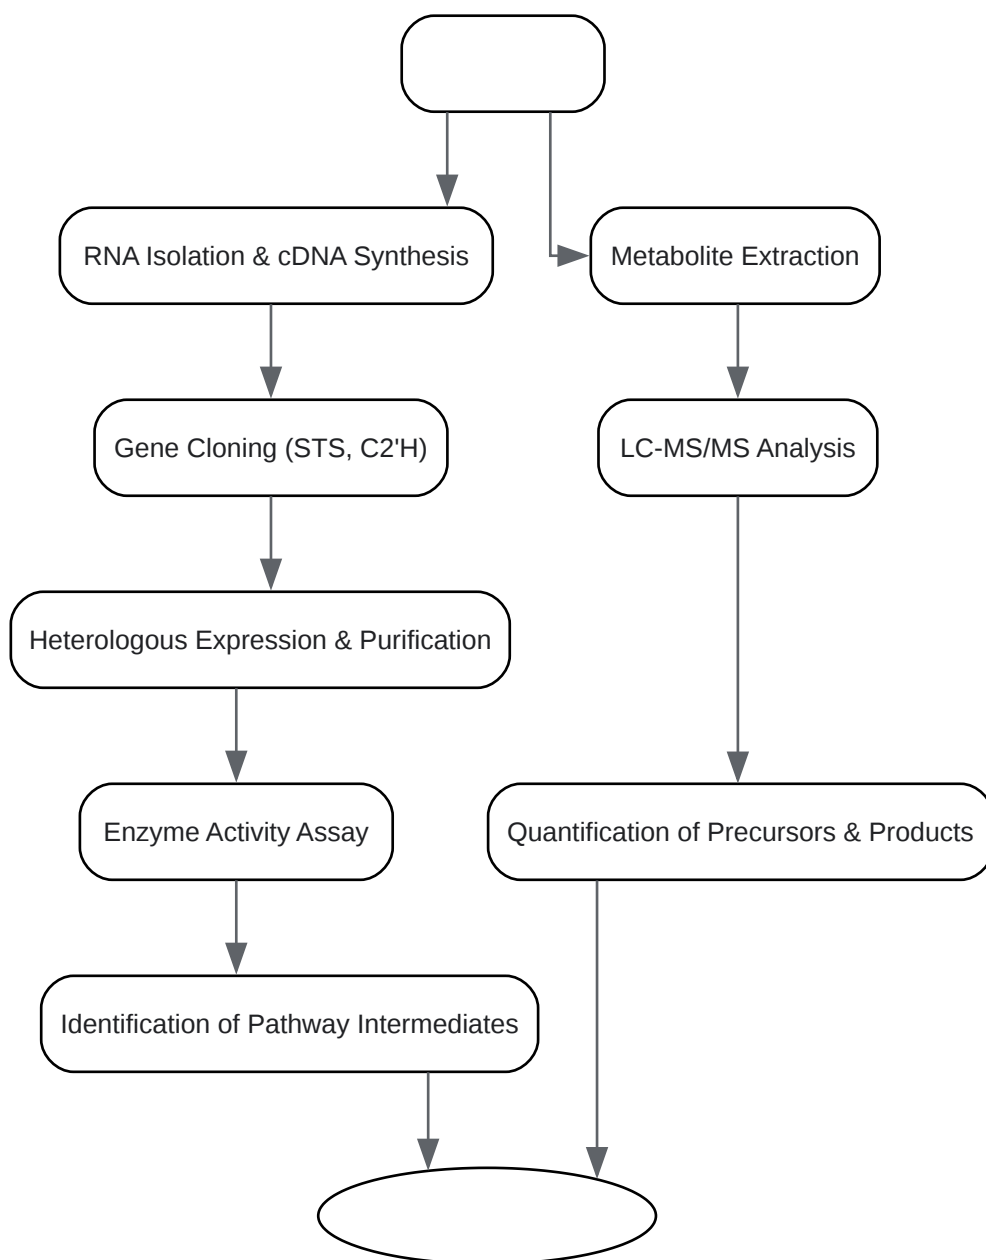 RNA Isolation & cDNA Synthesis
Metabolite Extraction
Gene Cloning (STS, C2'H)
LC-MS/MS Analysis
Heterologous Expression & Purification
Enzyme Activity Assay
Quantification of Precursors & Products
Identification of Pathway Intermediates